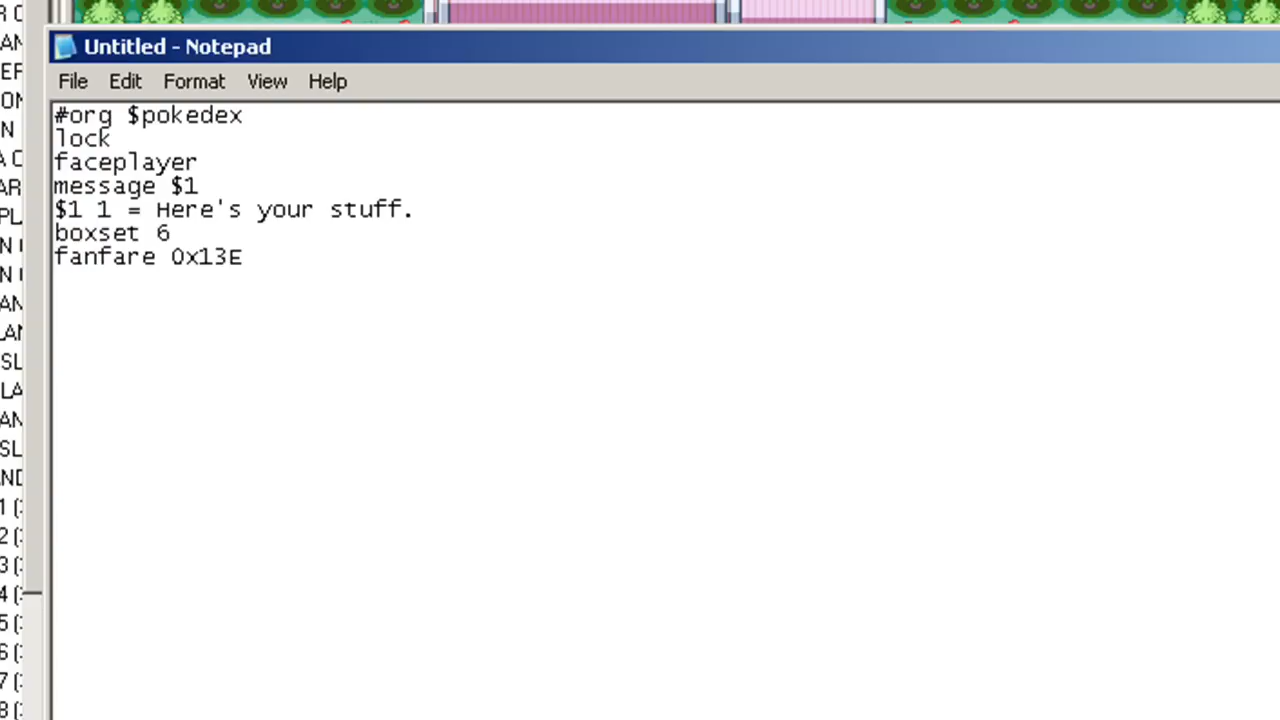 Untitled - Notepad
File Edit Format View Help
#org $pokedex
lock
faceplayer
message $1
$1 1 = Here's your stuff.
boxset 6
fanfare 0x13E